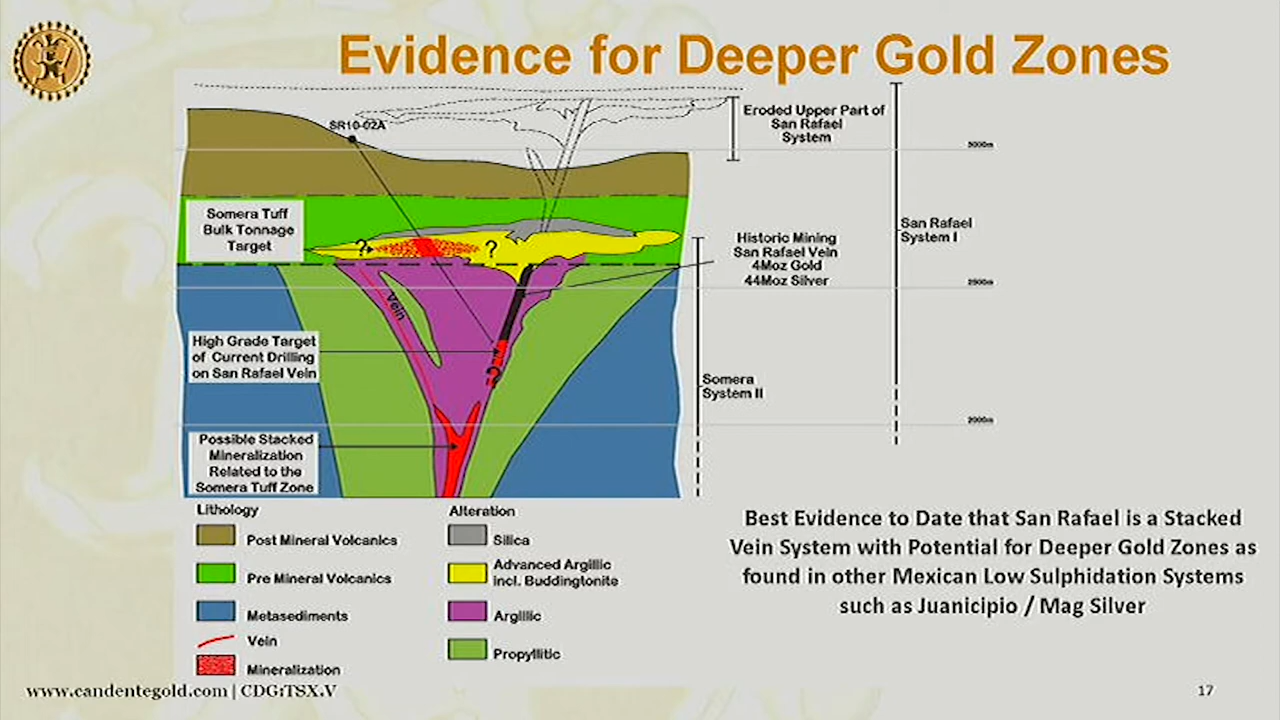 Evidence for Deeper Gold Zones
SR10-02A
Eroded Upper Part of
San Rafael
System
3000m
Somera Tuff
Bulk Tonnage
Target
?
?
Historic Mining
San Rafael Vein
4Moz Gold
44Moz Silver
San Rafael
System I
2500m
Vein
High Grade Target
of Current Drilling
on San Rafael Vein
?
Somera
System II
2000m
Possible Stacked
Mineralization
Related to the
Somera Tuff Zone
Lithology
Post Mineral Volcanics
Pre Mineral Volcanics
Metasediments
Vein
Mineralization
Alteration
Silica
Advanced Argillic
incl. Buddingtonite
Argillic
Propyllitic
Best Evidence to Date that San Rafael is a Stacked
Vein System with Potential for Deeper Gold Zones as
found in other Mexican Low Sulphidation Systems
such as Juanicipio / Mag Silver
www.candentegold.com | CDG:TSX.V
17